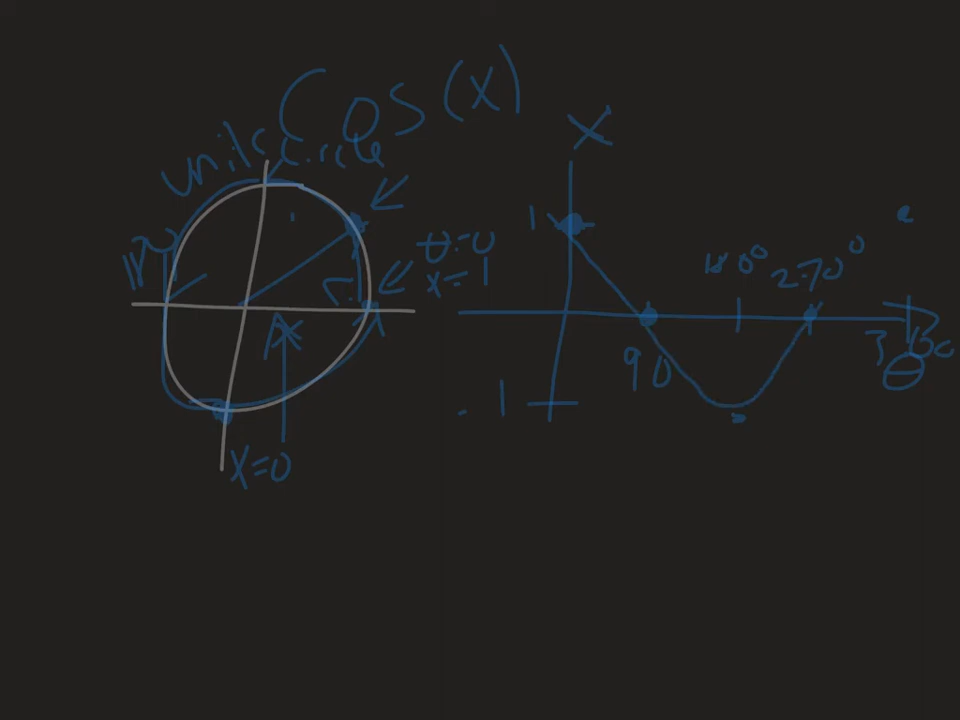 Cos(x)
unit circle
x
1
θ=0
x=1
180°
270°
90
θ
-1
x=0